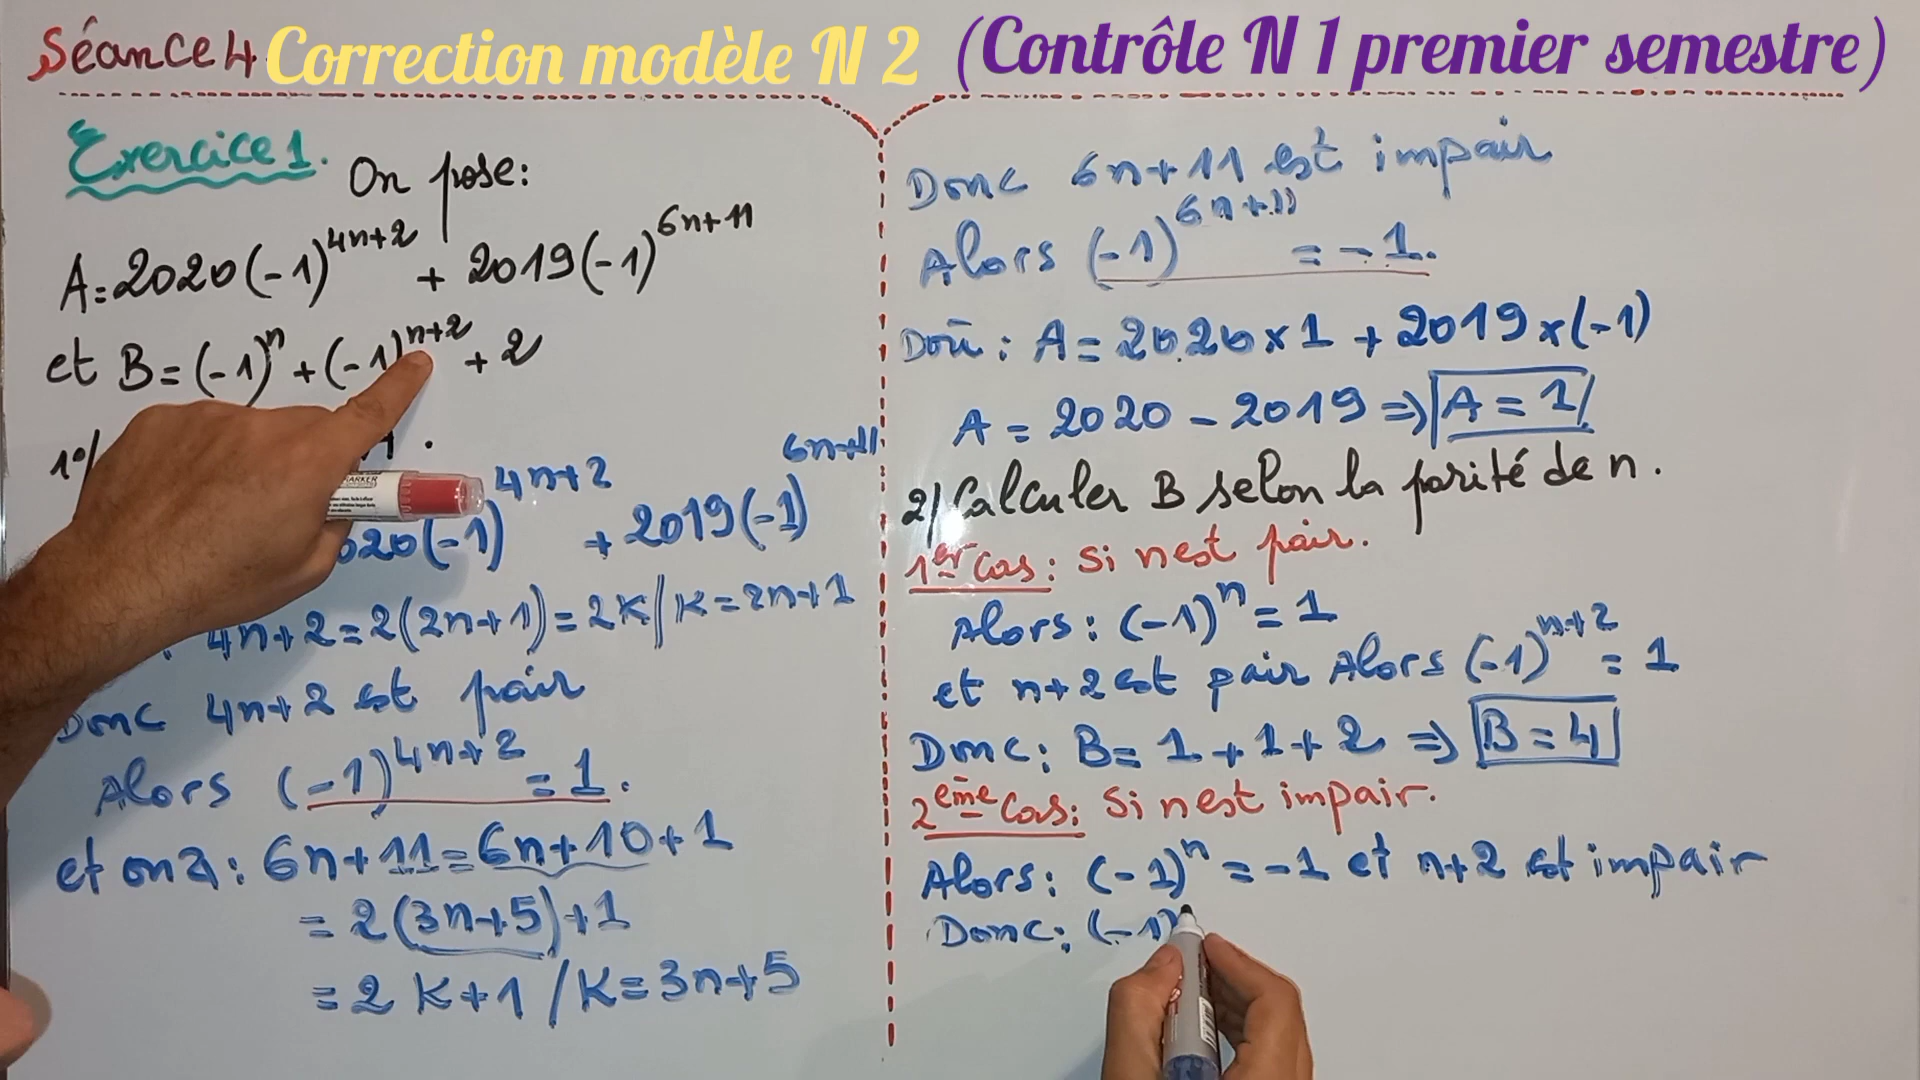 Séance 4 Correction modèle N 2 (Contrôle N 1 premier semestre)
Exercice 1. On pose:
A=2020(-1)^{4n+2} + 2019(-1)^{6n+11}
et B=(-1)^n+(-1)^{n+2}+2
1°/ A.
020(-1)^{4n+2} + 2019(-1)^{6n+11}
4n+2=2(2n+1)=2K/K=2n+1
Donc 4n+2 est pair
Alors (-1)^{4n+2}=1.
et on a: 6n+11=6n+10+1
=2(3n+5)+1
=2K+1/K=3n+5
Donc 6n+11 est impair
Alors (-1)^{6n+11}=-1.
Doù: A=2020×1+2019×(-1)
A=2020-2019⇒A=1
2/Calculer B selon la parité de n.
1er cas: Si n est pair.
Alors: (-1)^n=1
et n+2 est pair Alors (-1)^{n+2}=1
Donc: B=1+1+2⇒B=4
2ème Cas: Si n est impair.
Alors: (-1)^n=-1 et n+2 est impair
Donc: (-1)